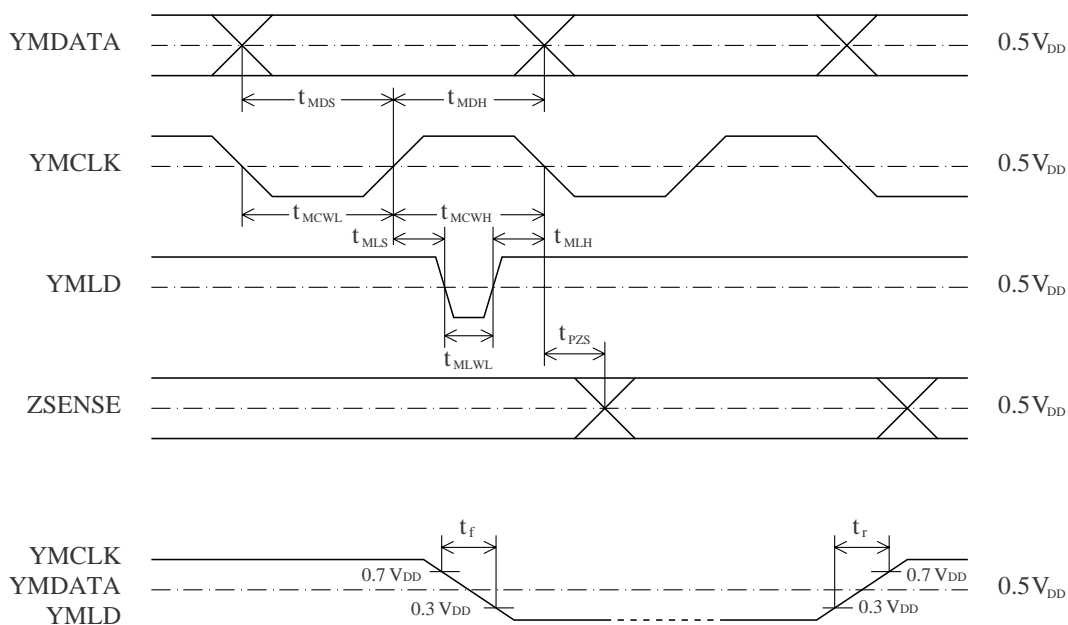 YMDATA 0.5VDD
tMDS tMDH
YMCLK 0.5VDD
tMCWL tMCWH
tMLS tMLH
YMLD 0.5VDD
tPZS
tMLWL
ZSENSE 0.5VDD
tf tr
YMCLK
0.7 VDD 0.7 VDD
YMDATA 0.5VDD
0.3 VDD 0.3 VDD
YMLD